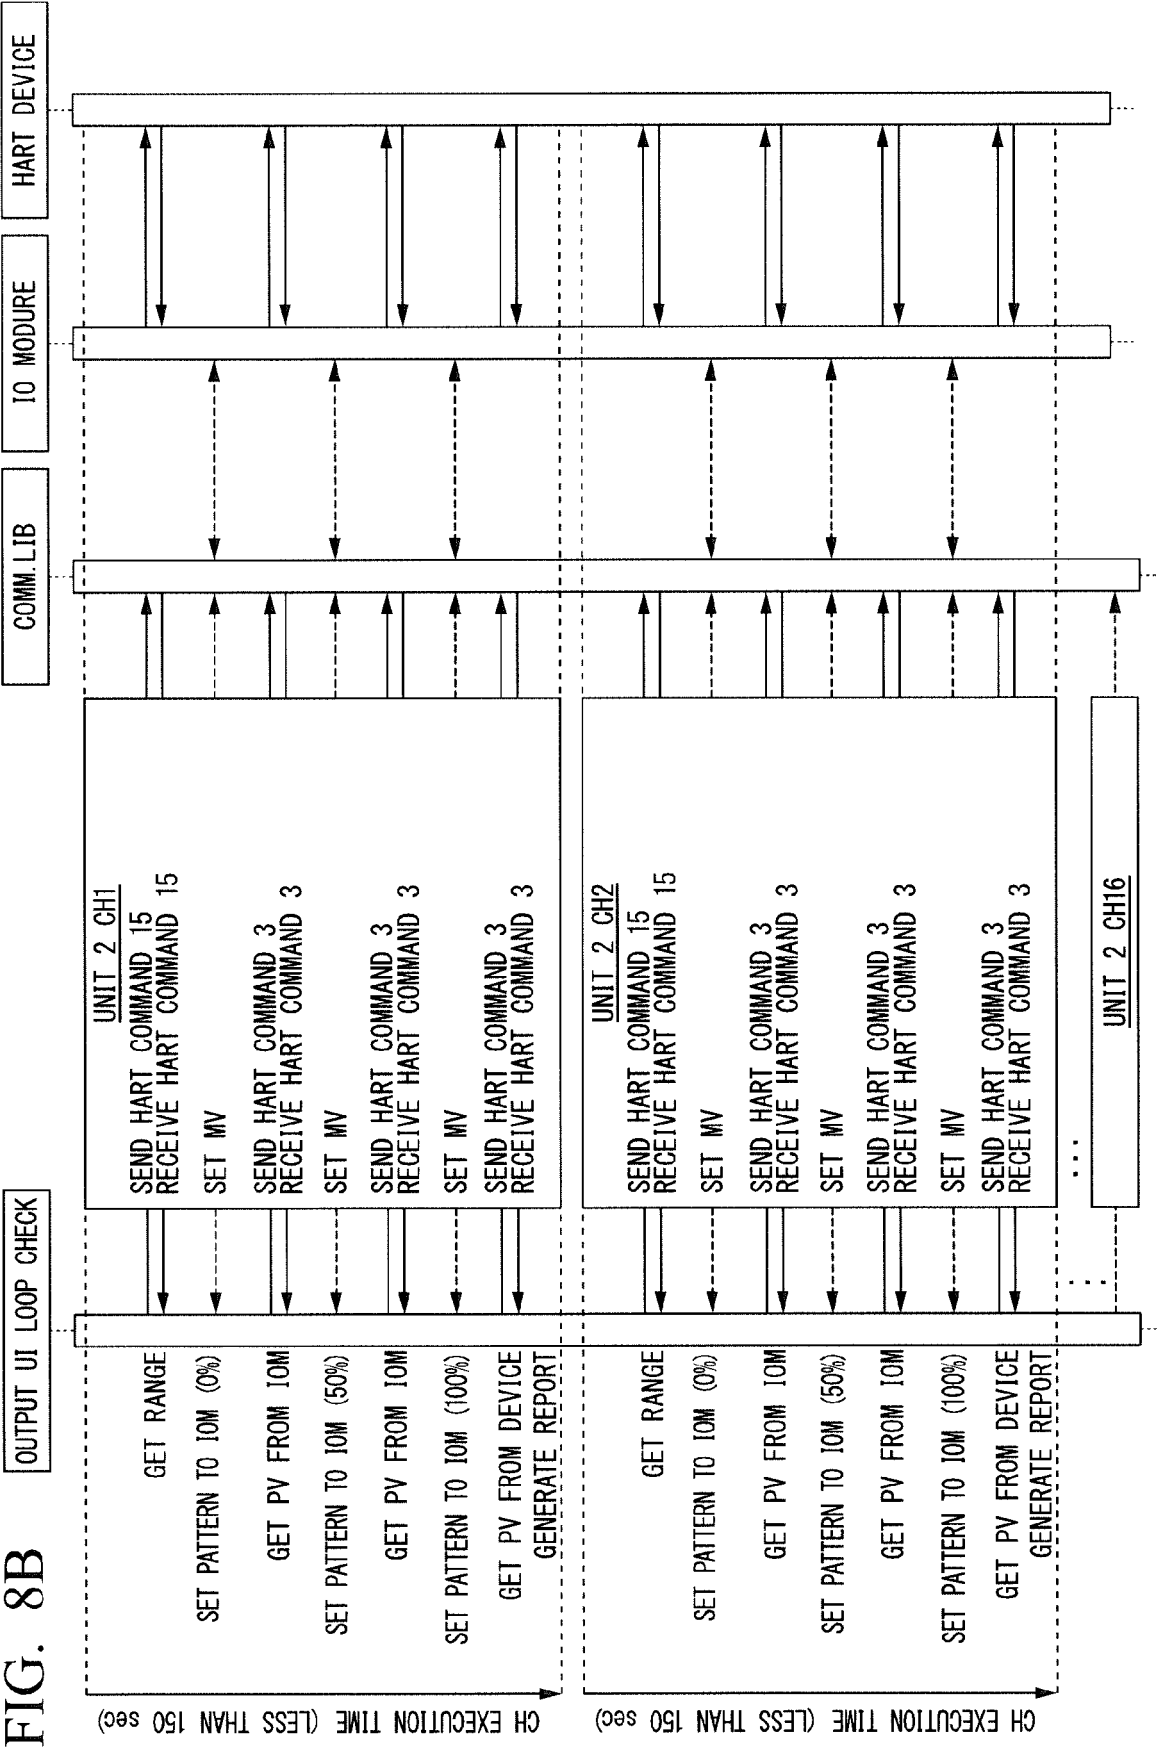 FIG. 8B
OUTPUT UI LOOP CHECK
COMM.LIB
IO MODURE
HART DEVICE
CH EXECUTION TIME (LESS THAN 150 sec)
GET RANGE
SET PATTERN TO IOM (0%)
GET PV FROM IOM
SET PATTERN TO IOM (50%)
GET PV FROM IOM
SET PATTERN TO IOM (100%)
GET PV FROM DEVICE
GENERATE REPORT
UNIT 2 CH1
SEND HART COMMAND 15
RECEIVE HART COMMAND 15
SET MV
SEND HART COMMAND 3
RECEIVE HART COMMAND 3
SET MV
SEND HART COMMAND 3
RECEIVE HART COMMAND 3
SET MV
SEND HART COMMAND 3
RECEIVE HART COMMAND 3
CH EXECUTION TIME (LESS THAN 150 sec)
GET RANGE
SET PATTERN TO IOM (0%)
GET PV FROM IOM
SET PATTERN TO IOM (50%)
GET PV FROM IOM
SET PATTERN TO IOM (100%)
GET PV FROM DEVICE
GENERATE REPORT
UNIT 2 CH2
SEND HART COMMAND 15
RECEIVE HART COMMAND 15
SET MV
SEND HART COMMAND 3
RECEIVE HART COMMAND 3
SET MV
SEND HART COMMAND 3
RECEIVE HART COMMAND 3
SET MV
SEND HART COMMAND 3
RECEIVE HART COMMAND 3
UNIT 2 CH16